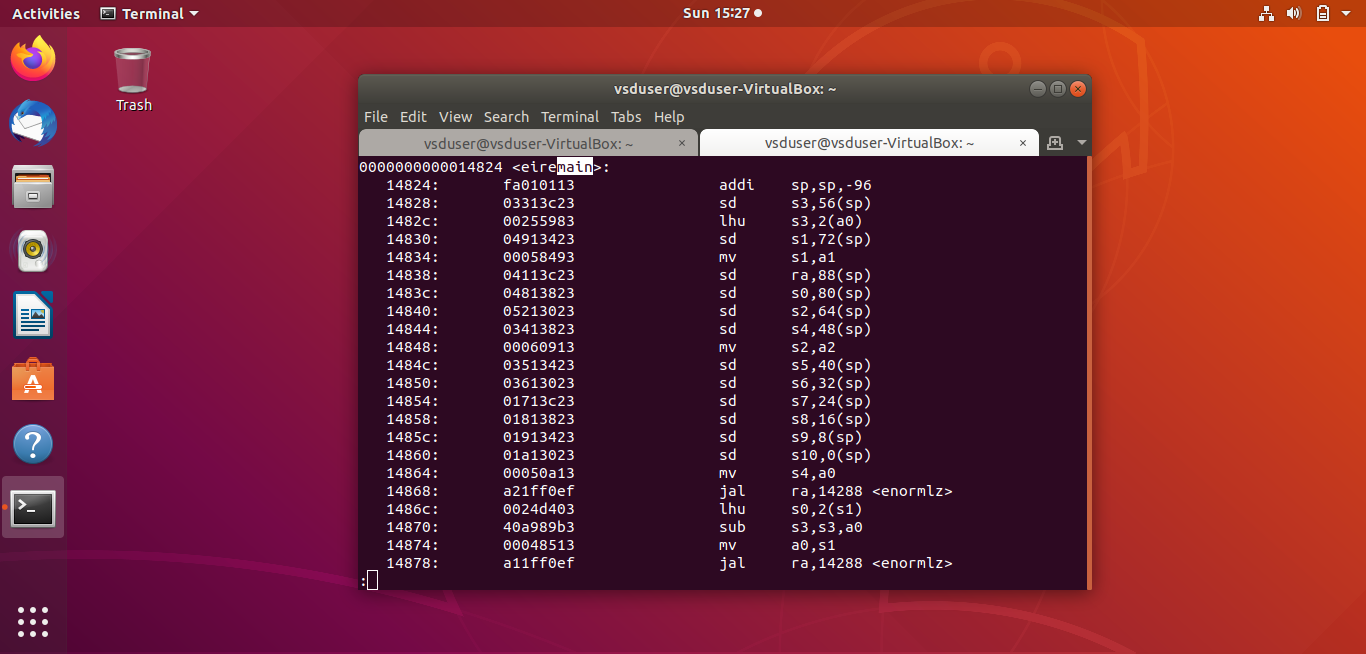 Activities Terminal Sun 15:27
Trash
vsduser@vsduser-VirtualBox: ~
File Edit View Search Terminal Tabs Help
vsduser@vsduser-VirtualBox: ~ × vsduser@vsduser-VirtualBox: ~ ×
0000000000014824 <eiremain>:
14824: fa010113 addi sp,sp,-96
14828: 03313c23 sd s3,56(sp)
1482c: 00255983 lhu s3,2(a0)
14830: 04913423 sd s1,72(sp)
14834: 00058493 mv s1,a1
14838: 04113c23 sd ra,88(sp)
1483c: 04813823 sd s0,80(sp)
14840: 05213023 sd s2,64(sp)
14844: 03413823 sd s4,48(sp)
14848: 00060913 mv s2,a2
1484c: 03513423 sd s5,40(sp)
14850: 03613023 sd s6,32(sp)
14854: 01713c23 sd s7,24(sp)
14858: 01813823 sd s8,16(sp)
1485c: 01913423 sd s9,8(sp)
14860: 01a13023 sd s10,0(sp)
14864: 00050a13 mv s4,a0
14868: a21ff0ef jal ra,14288 <enormlz>
1486c: 0024d403 lhu s0,2(s1)
14870: 40a989b3 sub s3,s3,a0
14874: 00048513 mv a0,s1
14878: a11ff0ef jal ra,14288 <enormlz>
: